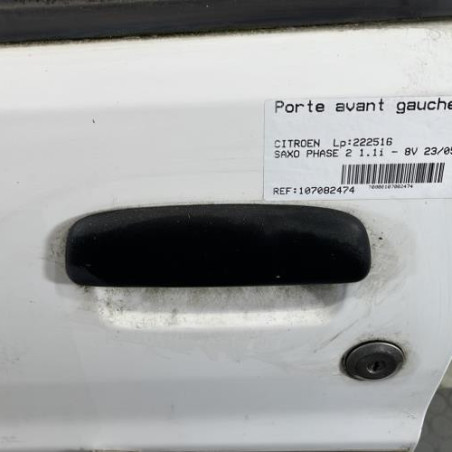 Porte avant gauche
CITROEN Lp:222516
SAXO PHASE 2 1.1i - 8V 23/05
REF:107082474